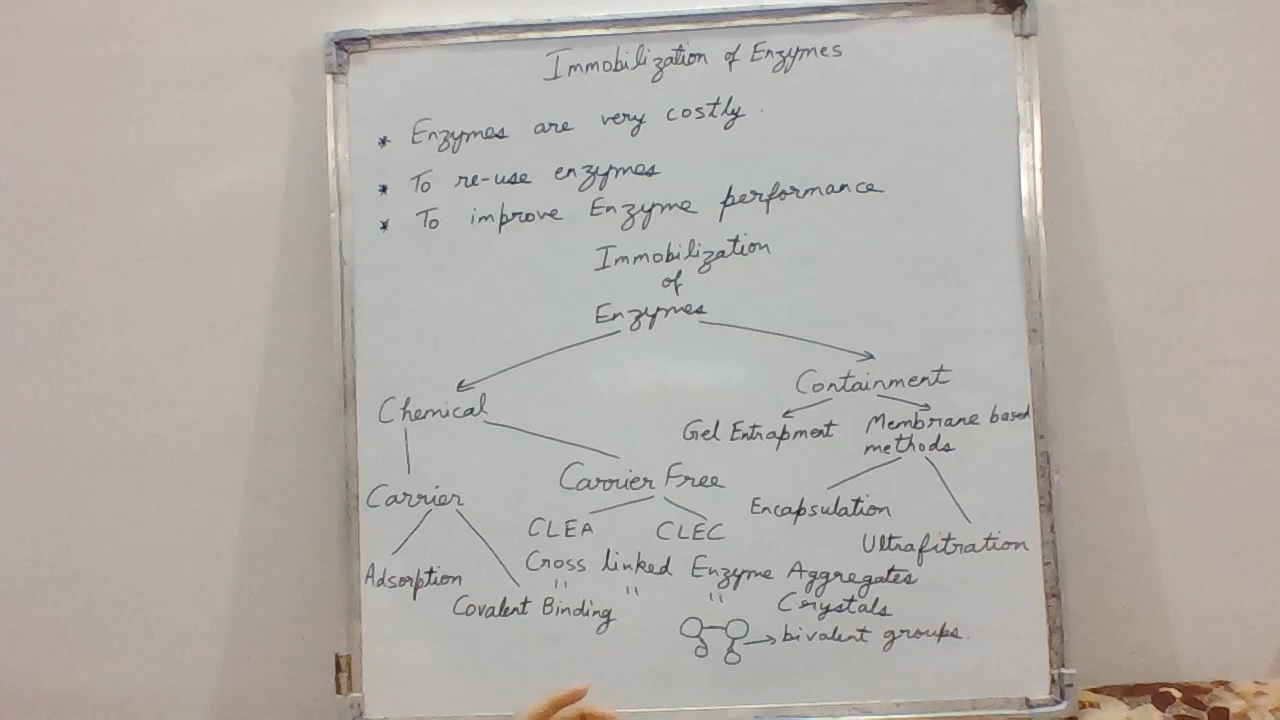 Immobilization of Enzymes
* Enzymes are very costly.
* To re-use enzymes
* To improve Enzyme performance
Immobilization
of
Enzymes
Chemical
Containment
Gel Entrapment
Membrane based
methods
Carrier
Carrier Free
Encapsulation
Ultrafitration
CLEA
CLEC
Adsorption
Covalent Binding
Cross linked Enzyme Aggregates
" " " Crystals
bivalent groups.